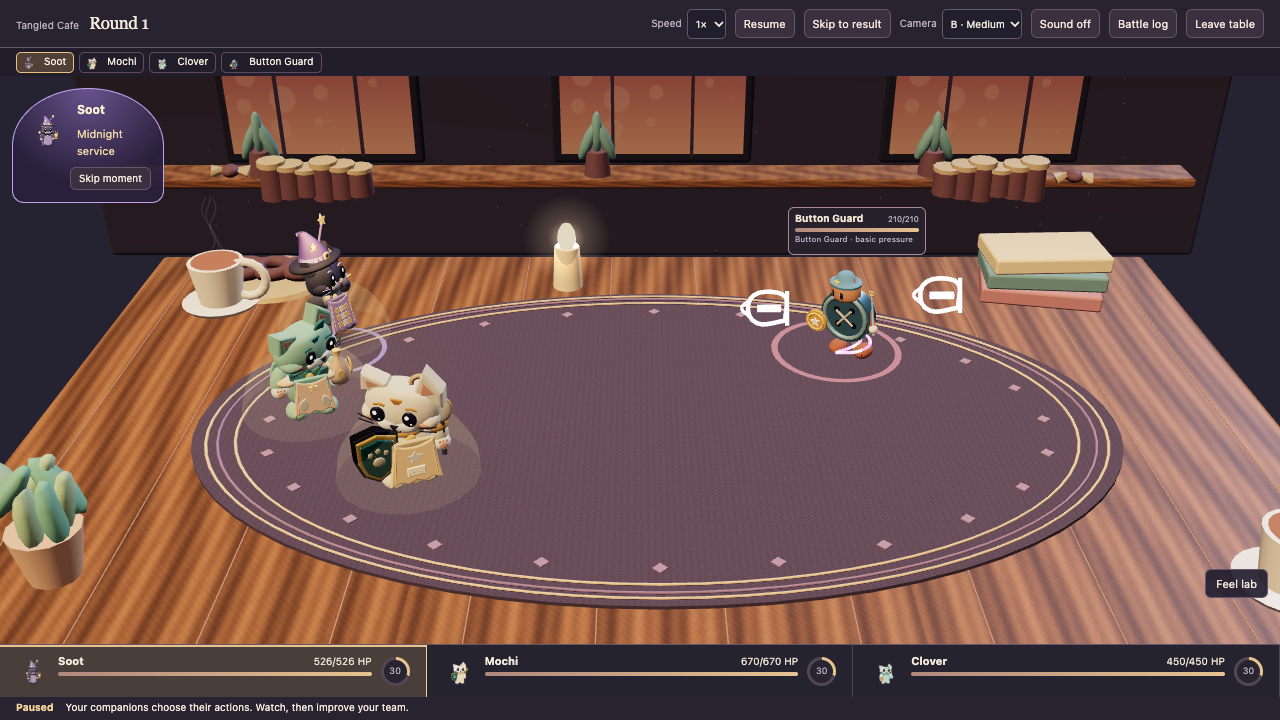 Tangled Cafe Round 1 Speed 1x Resume Skip to result Camera B · Medium Sound off Battle log Leave table
Soot Mochi Clover Button Guard
Soot
Midnight
service
Skip moment
Button Guard 210/210
Button Guard · basic pressure
Feel lab
Soot 526/526 HP 30
Mochi 670/670 HP 30
Clover 450/450 HP 30
Paused Your companions choose their actions. Watch, then improve your team.